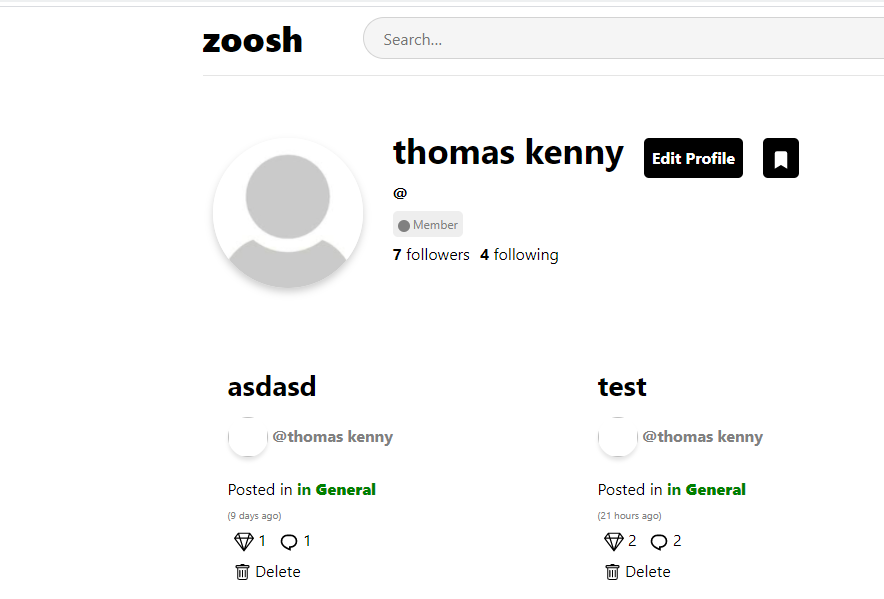 zoosh
Search...
thomas kenny
Edit Profile
@
Member
7 followers 4 following
asdasd
@thomas kenny
Posted in in General
(9 days ago)
1 1
Delete
test
@thomas kenny
Posted in in General
(21 hours ago)
2 2
Delete